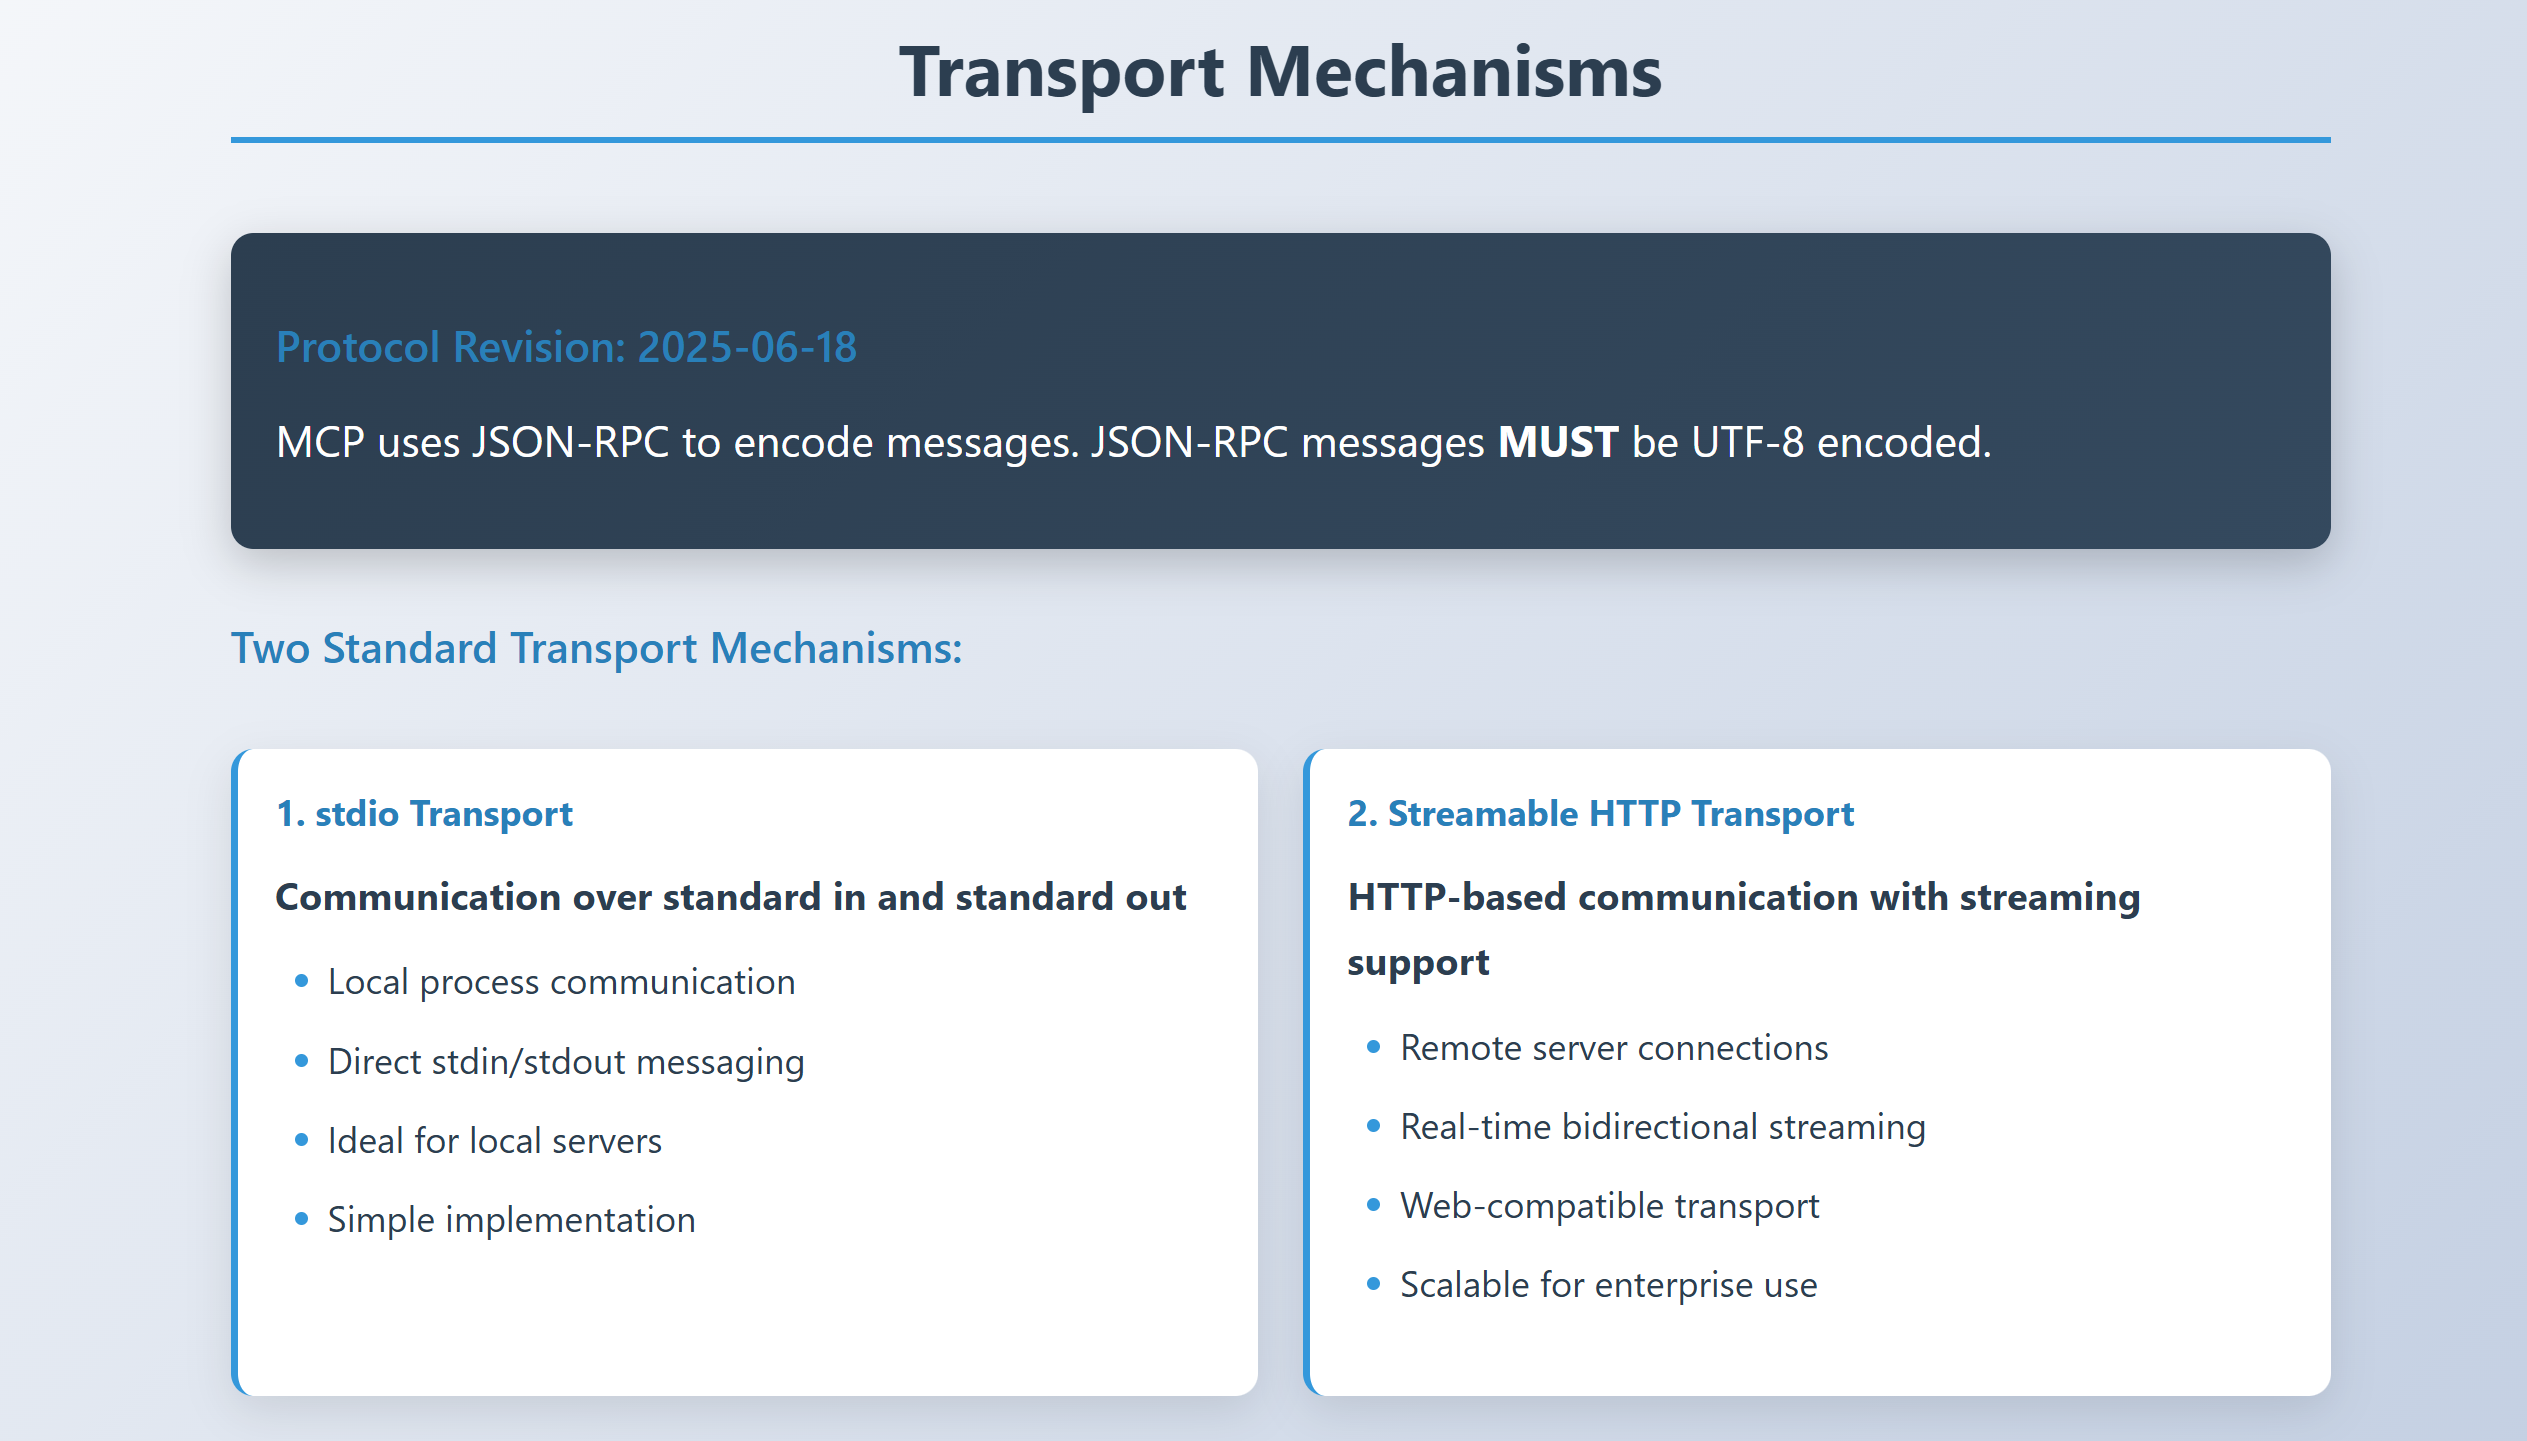 Transport Mechanisms
Protocol Revision: 2025-06-18
MCP uses JSON-RPC to encode messages. JSON-RPC messages MUST be UTF-8 encoded.
Two Standard Transport Mechanisms:
1. stdio Transport
Communication over standard in and standard out
Local process communication
Direct stdin/stdout messaging
Ideal for local servers
Simple implementation
2. Streamable HTTP Transport
HTTP-based communication with streaming
support
Remote server connections
Real-time bidirectional streaming
Web-compatible transport
Scalable for enterprise use